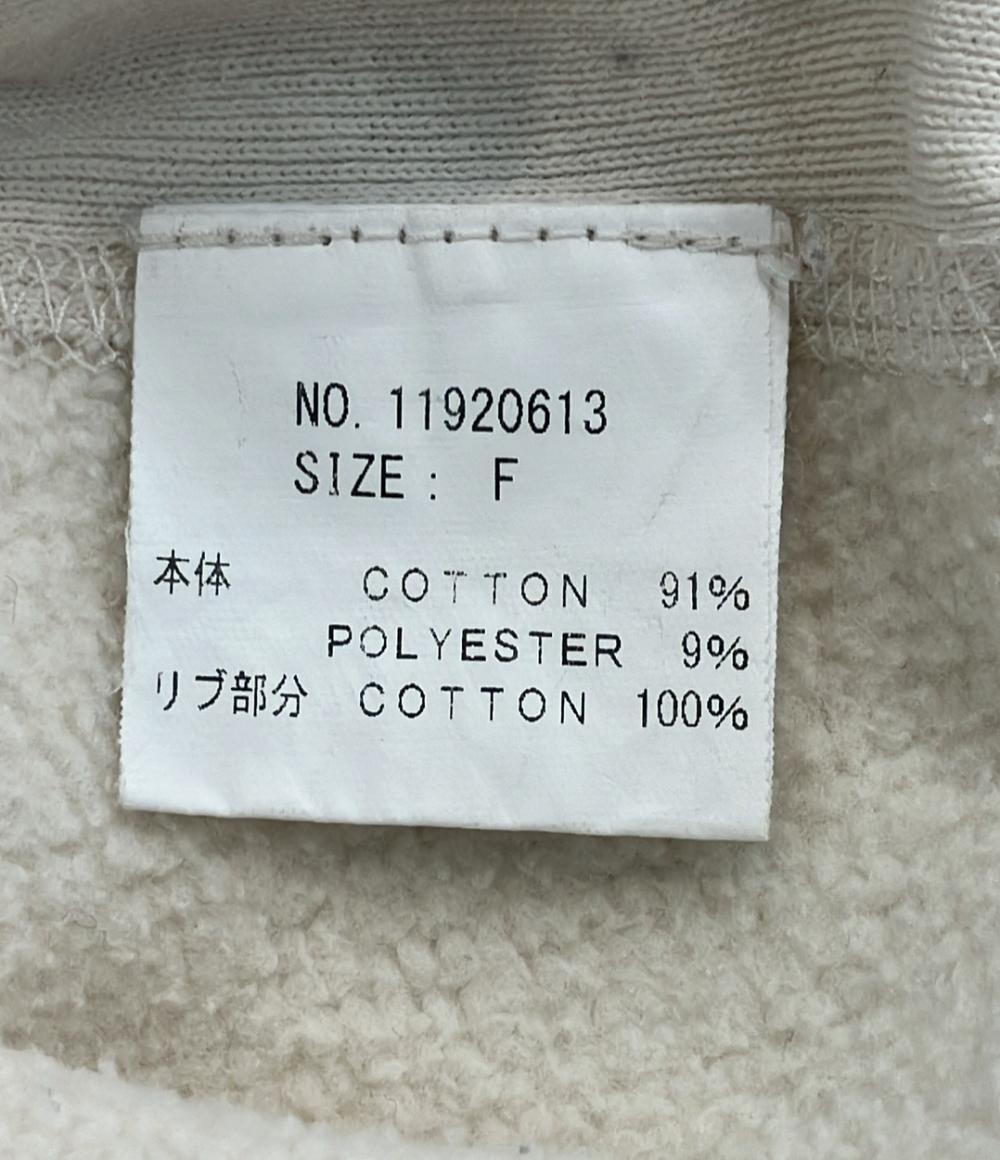 NO. 11920613
SIZE : F
本体 COTTON 91%
POLYESTER 9%
リブ部分 COTTON 100%